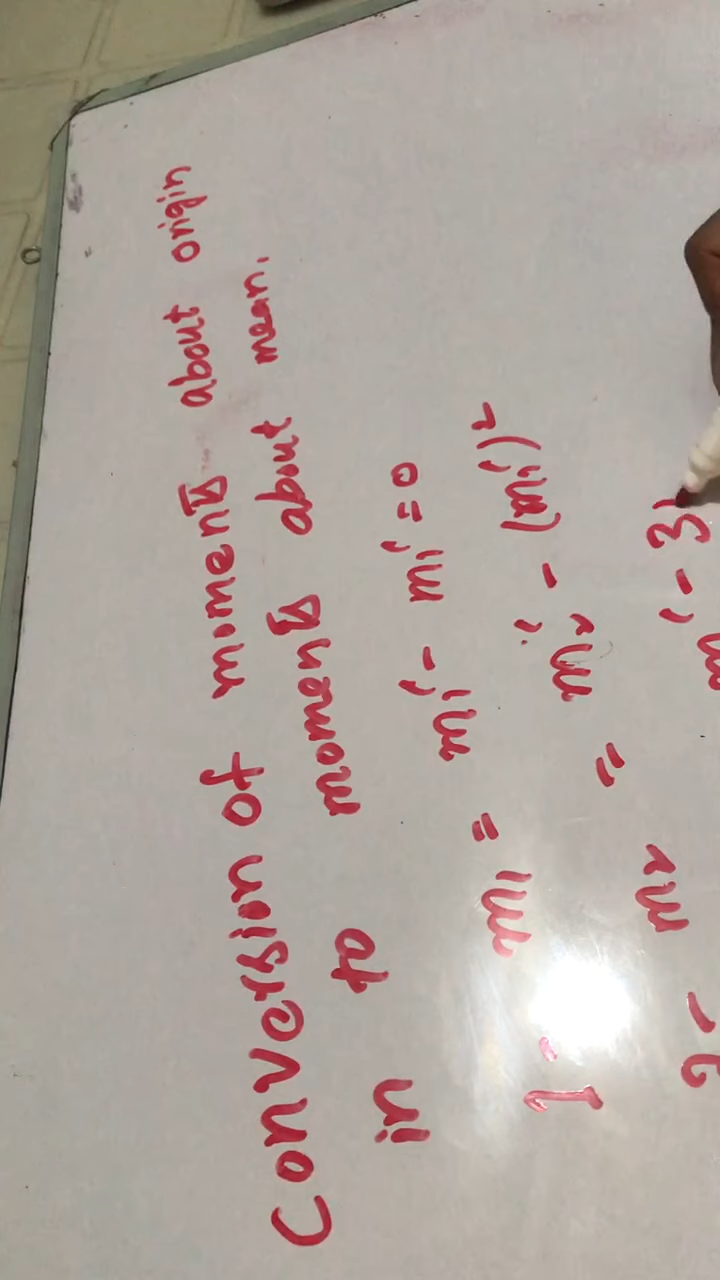 Conversion of moments about origin
in to moments about mean.
1- m₁ = m₁' - m₁' = 0
2- m₂ = m₂' - (m₁')²
' - 3